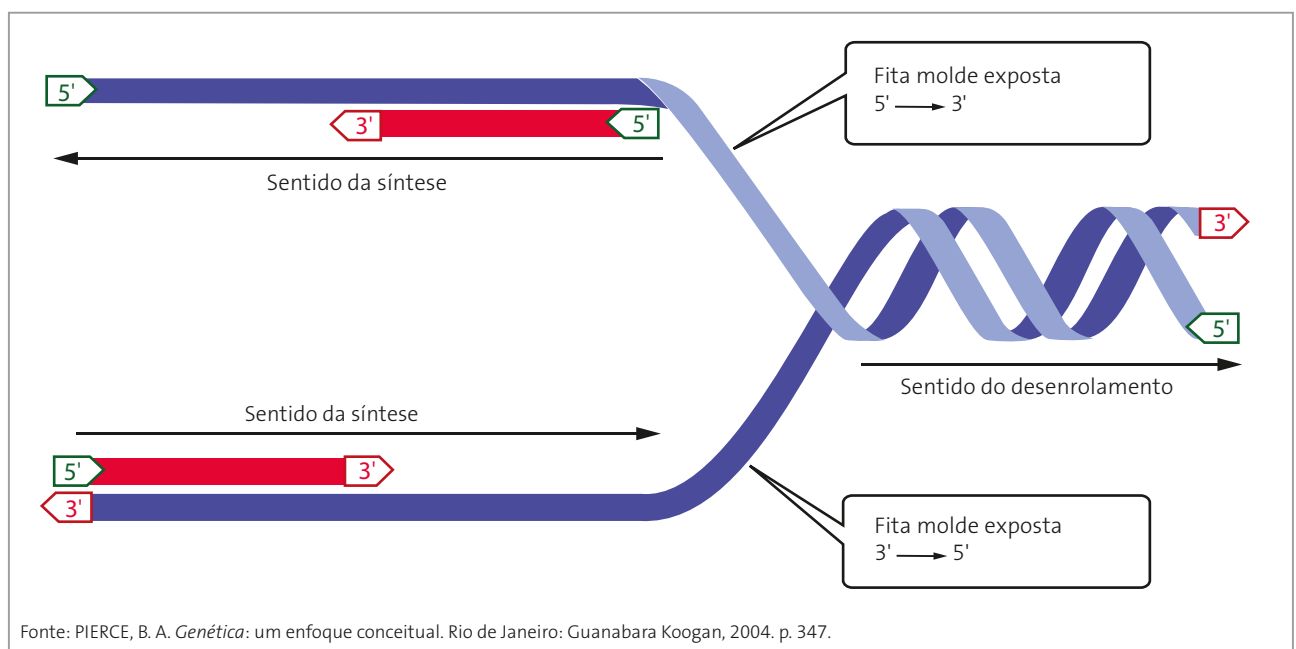 Fita molde exposta
5' → 3'
5'
3'
5'
Sentido da síntese
3'
5'
Sentido do desenrolamento
Sentido da síntese
5'
3'
3'
Fita molde exposta
3' → 5'
Fonte: PIERCE, B. A. Genética: um enfoque conceitual. Rio de Janeiro: Guanabara Koogan, 2004. p. 347.